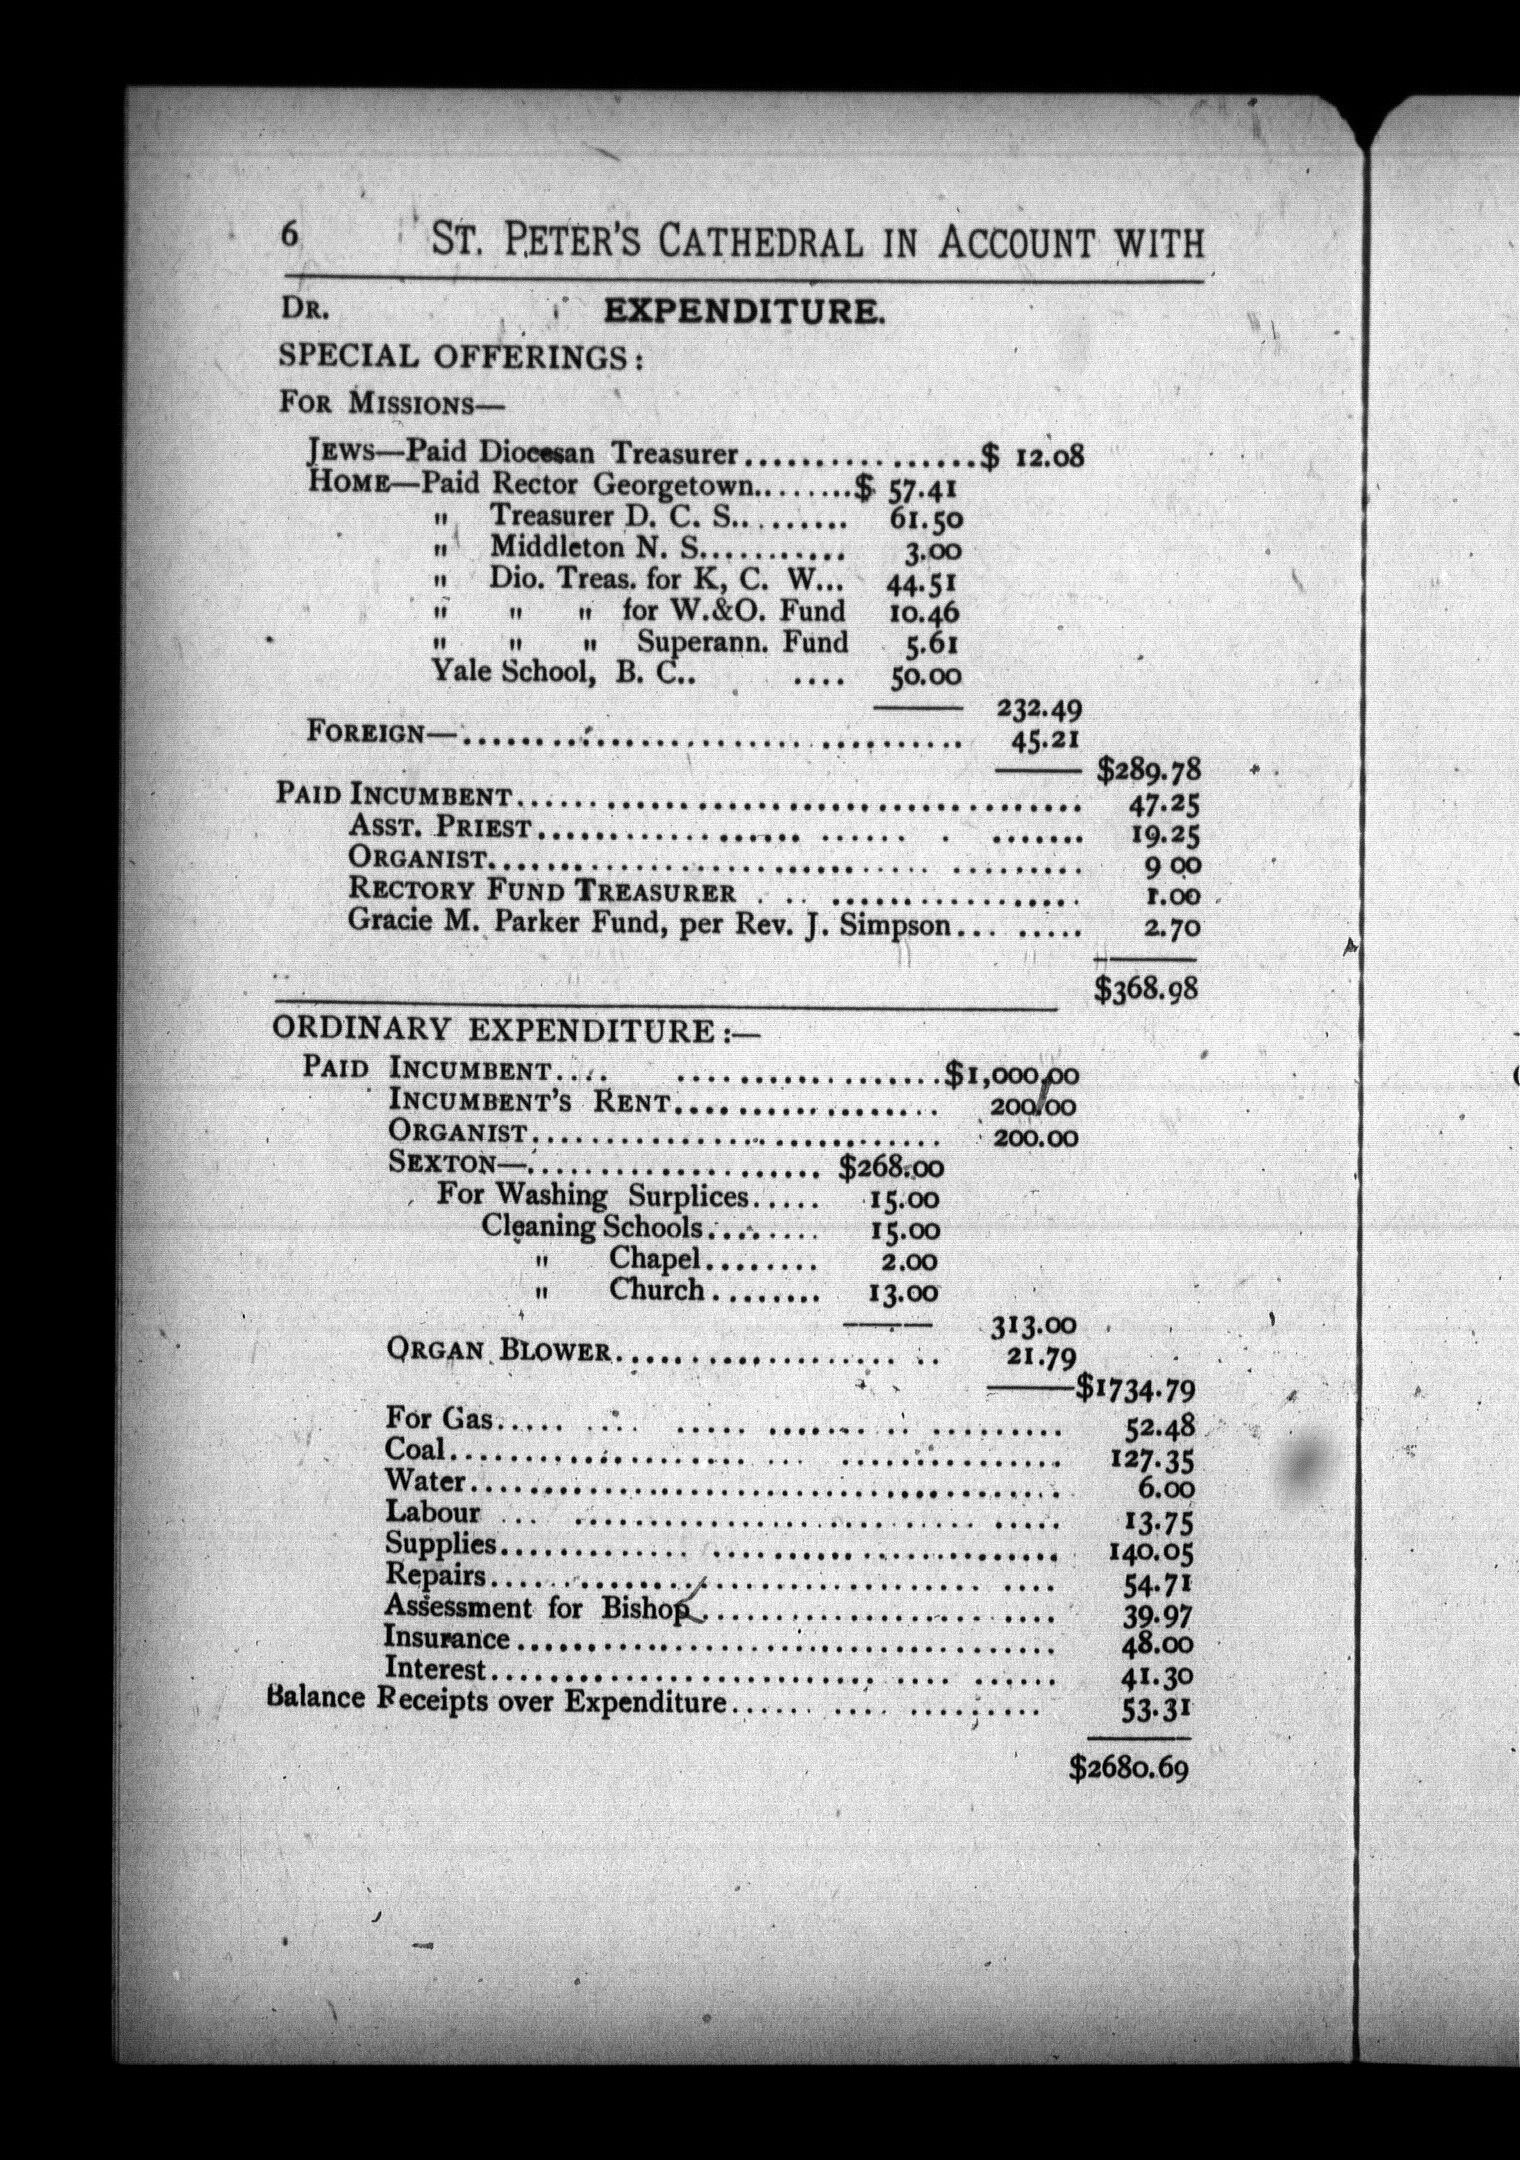 6 ST. PETER'S CATHEDRAL IN ACCOUNT WITH
DR. EXPENDITURE.
SPECIAL OFFERINGS:
FOR MISSIONS—
JEWS—Paid Diocesan Treasurer................$ 12.08
HOME—Paid Rector Georgetown........$ 57.41
" Treasurer D. C. S......... 61.50
" Middleton N. S........... 3.00
" Dio. Treas. for K, C. W... 44.51
" " " for W.&O. Fund 10.46
" " " Superann. Fund 5.61
Yale School, B. C.. .... 50.00
232.49
FOREIGN—.................................. 45.21
$289.78
PAID INCUMBENT....................................... 47.25
ASST. PRIEST.................. ...... . ....... 19.25
ORGANIST.............................. ......... 9 00
RECTORY FUND TREASURER . .. ................. 1.00
Gracie M. Parker Fund, per Rev. J. Simpson... ..... 2.70
$368.98
ORDINARY EXPENDITURE:—
PAID INCUMBENT.... ..................$1,000.00
INCUMBENT'S RENT.................. 200.00
ORGANIST............................ 200.00
SEXTON—.................... $268.00
For Washing Surplices..... 15.00
Cleaning Schools........ 15.00
" Chapel........ 2.00
" Church........ 13.00
313.00
ORGAN BLOWER................... .. 21.79
$1734.79
For Gas..... .... ..... ....... .. ......... 52.48
Coal..................... ... ............... 127.35
Water........................................ 6.00
Labour ... ........................... ..... 13.75
Supplies............. ......... ............. 140.05
Repairs................................. .... 54.71
Assessment for Bishop................... .... 39.97
Insurance..................................... 48.00
Interest.......................... .... ...... 41.30
Balance Receipts over Expenditure...... .... ......... 53.31
$2680.69